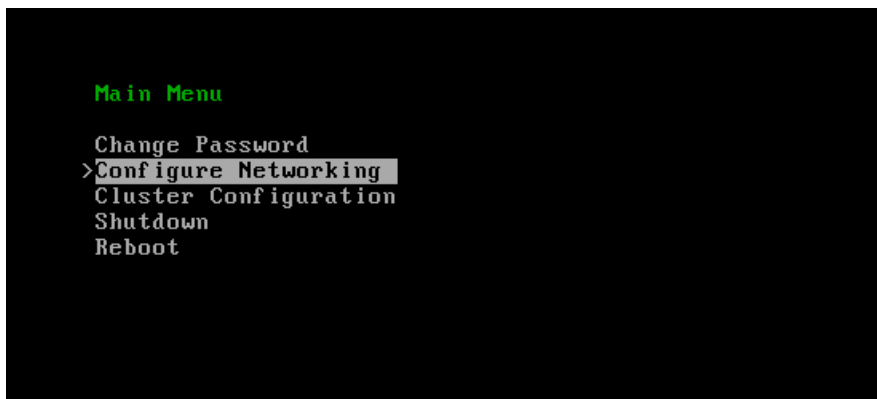 Main Menu
Change Password
>Configure Networking
Cluster Configuration
Shutdown
Reboot